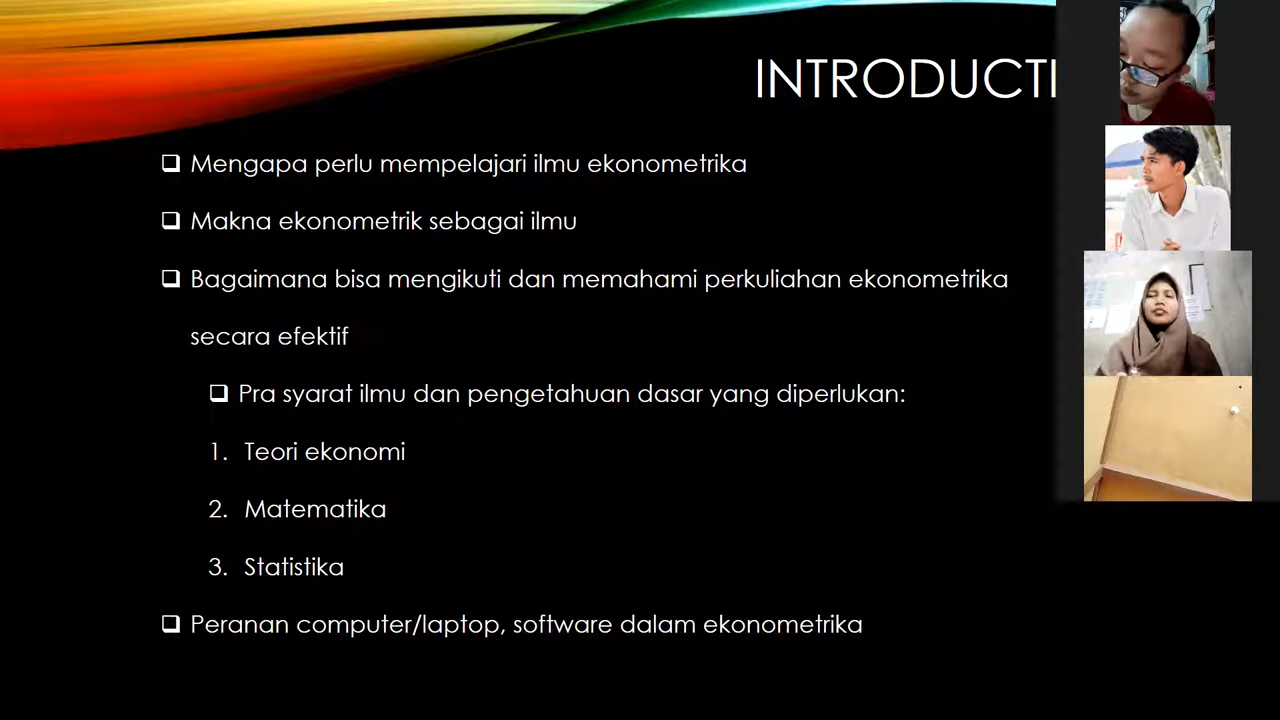 INTRODUCTI
Mengapa perlu mempelajari ilmu ekonometrika
Makna ekonometrik sebagai ilmu
Bagaimana bisa mengikuti dan memahami perkuliahan ekonometrika
secara efektif
Pra syarat ilmu dan pengetahuan dasar yang diperlukan:
1. Teori ekonomi
2. Matematika
3. Statistika
Peranan computer/laptop, software dalam ekonometrika